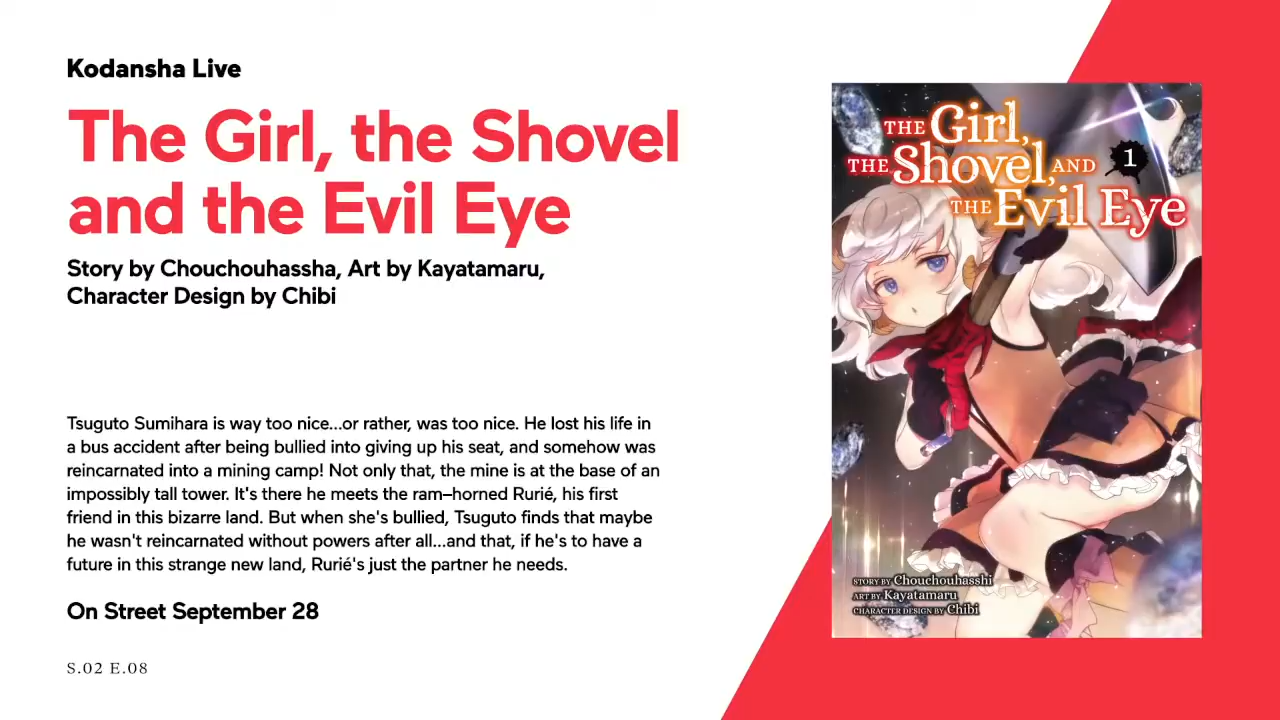 Kodansha Live
The Girl, the Shovel
and the Evil Eye
Story by Chouchouhassha, Art by Kayatamaru,
Character Design by Chibi
Tsuguto Sumihara is way too nice...or rather, was too nice. He lost his life in
a bus accident after being bullied into giving up his seat, and somehow was
reincarnated into a mining camp! Not only that, the mine is at the base of an
impossibly tall tower. It's there he meets the ram–horned Rurié, his first
friend in this bizarre land. But when she's bullied, Tsuguto finds that maybe
he wasn't reincarnated without powers after all...and that, if he's to have a
future in this strange new land, Rurié's just the partner he needs.
On Street September 28
S.02 E.08
THE Girl,
THE Shovel, AND
THE Evil Eye
1
STORY BY Chouchouhasshi
ART BY Kayatamaru
CHARACTER DESIGN BY Chibi